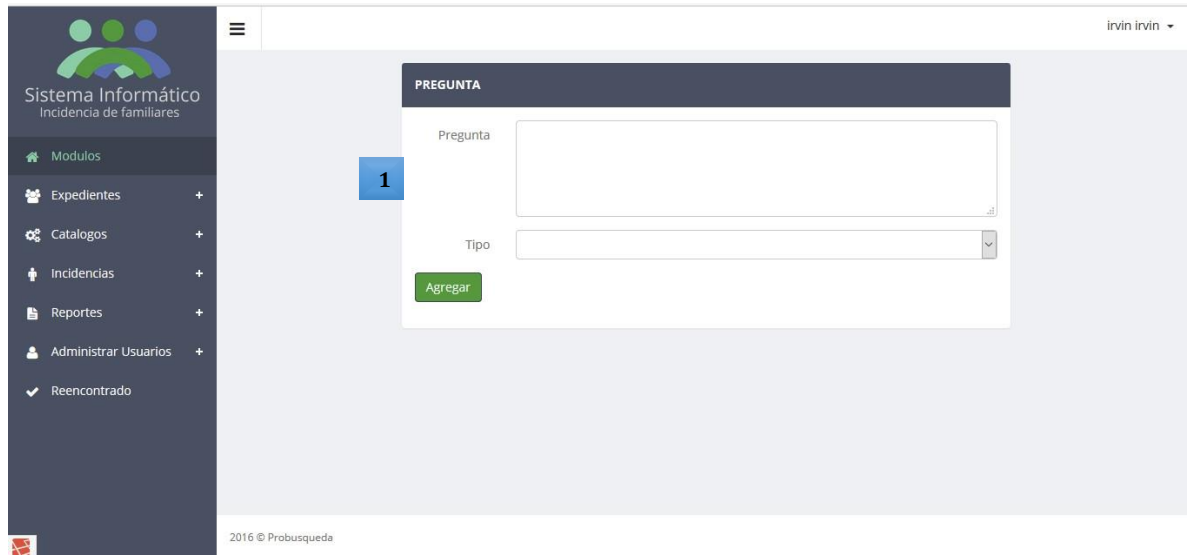 irvin irvin
Sistema Informático
Incidencia de familiares
Modulos
Expedientes +
Catalogos +
Incidencias +
Reportes +
Administrar Usuarios +
Reencontrado
PREGUNTA
Pregunta
1
Tipo
Agregar
2016 © Probusqueda